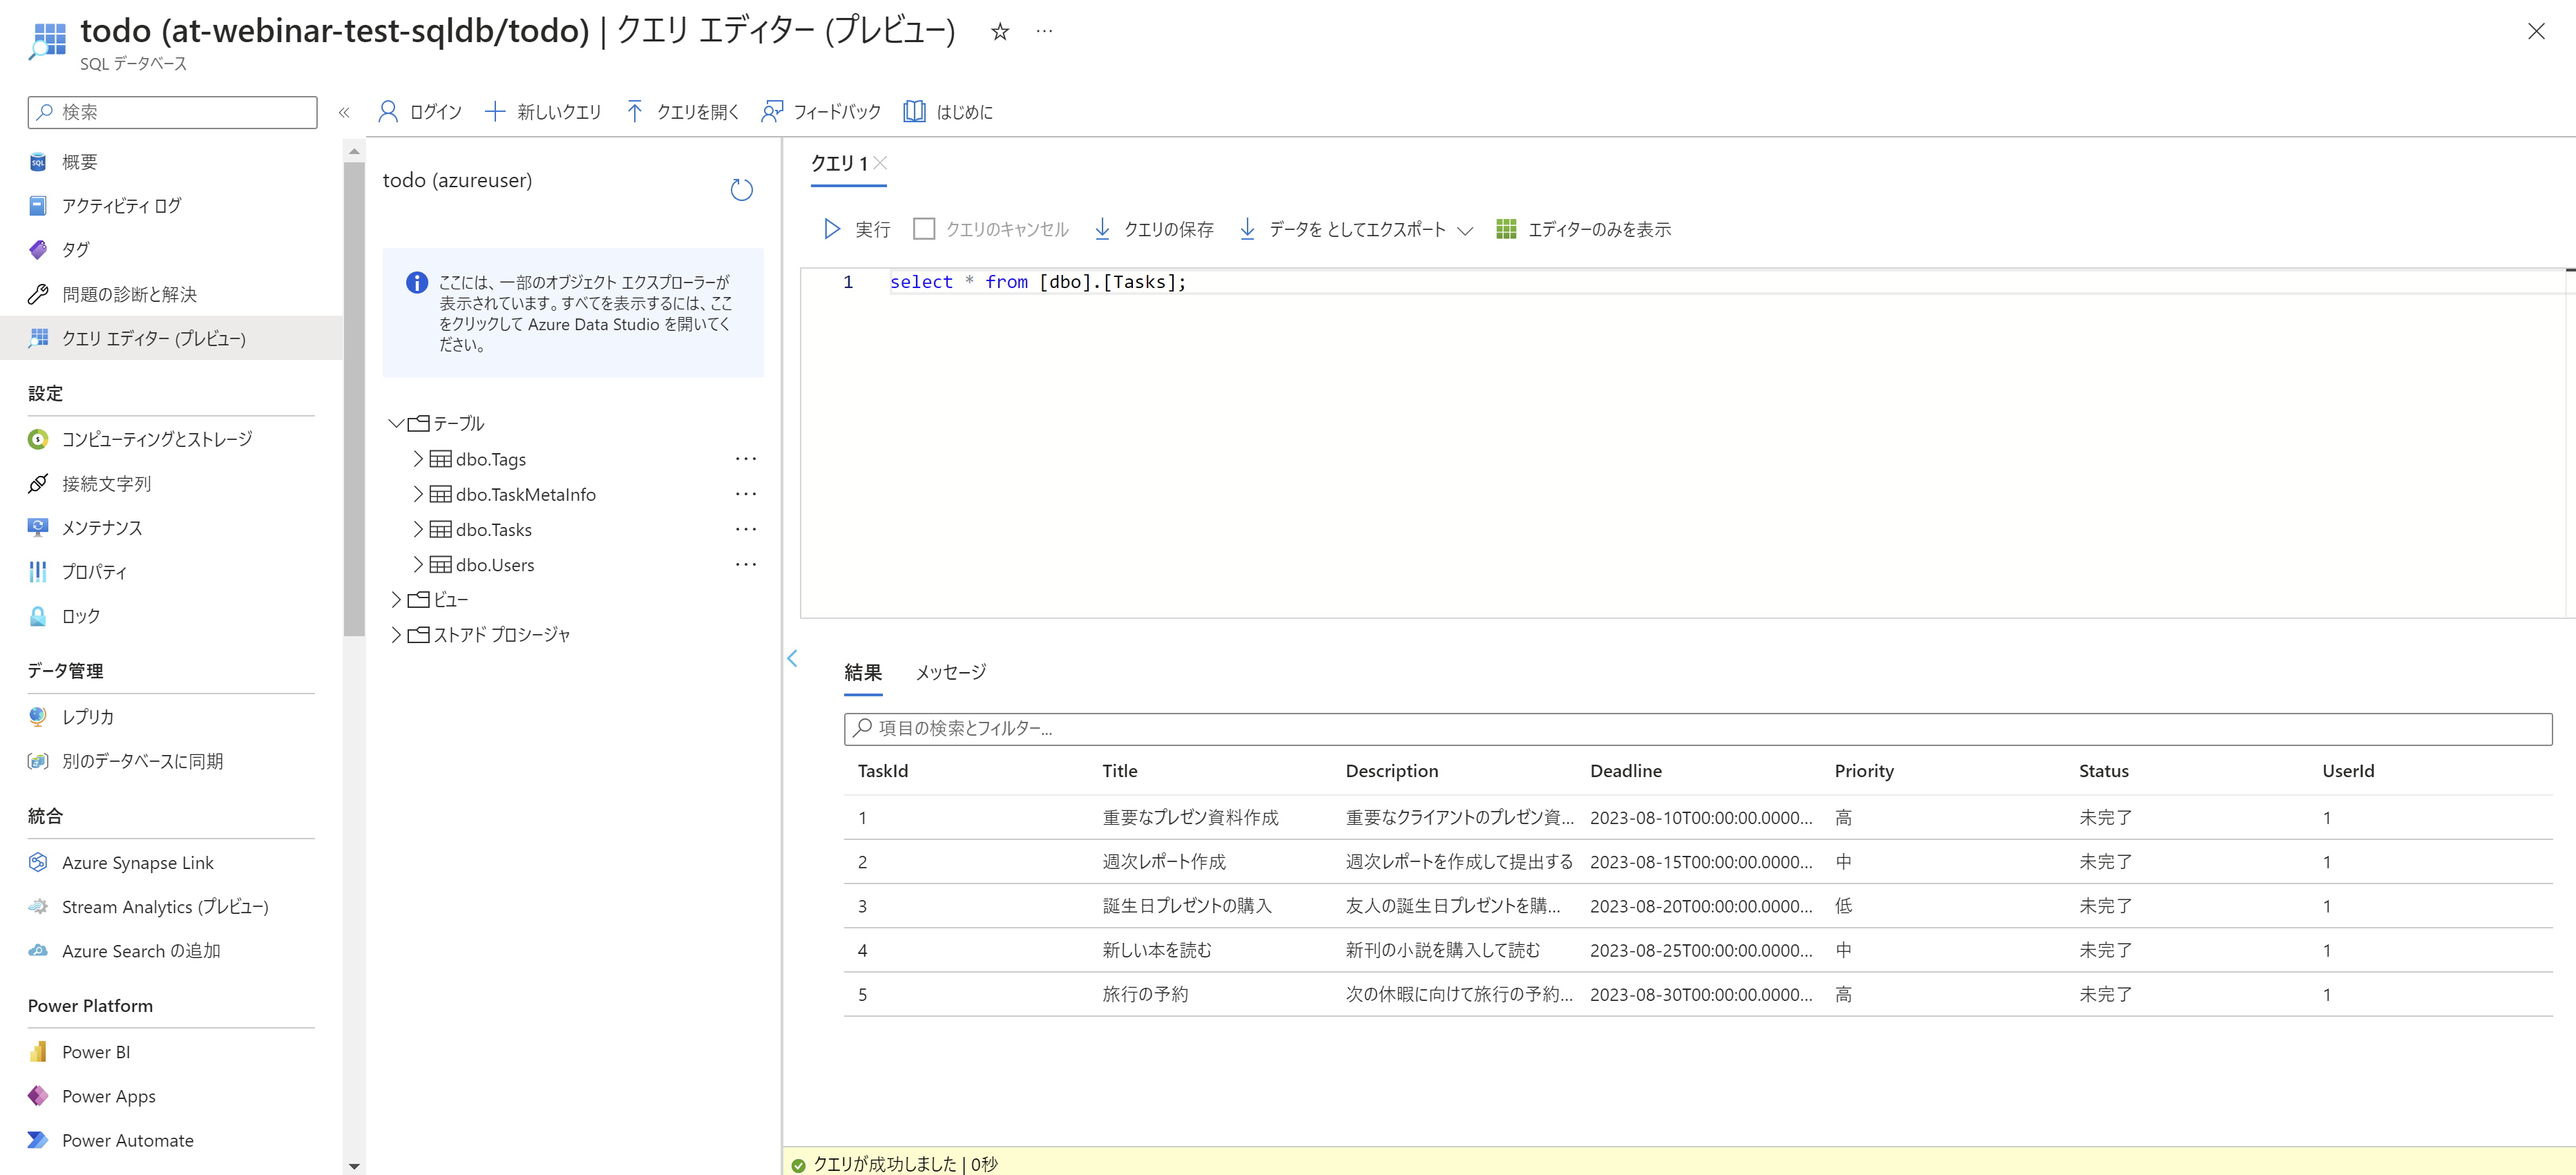 todo (at-webinar-test-sqldb/todo) | クエリ エディター (プレビュー)
SQL データベース
検索
概要
アクティビティ ログ
タグ
問題の診断と解決
クエリ エディター (プレビュー)
設定
コンピューティングとストレージ
接続文字列
メンテナンス
プロパティ
ロック
データ管理
レプリカ
別のデータベースに同期
統合
Azure Synapse Link
Stream Analytics (プレビュー)
Azure Search の追加
Power Platform
Power BI
Power Apps
Power Automate
ログイン 新しいクエリ クエリを開く フィードバック はじめに
todo (azureuser)
ここには、一部のオブジェクト エクスプローラーが
表示されています。すべてを表示するには、ここ
をクリックして Azure Data Studio を開いてく
ださい。
テーブル
dbo.Tags
dbo.TaskMetaInfo
dbo.Tasks
dbo.Users
ビュー
ストアド プロシージャ
クエリ 1
実行 クエリのキャンセル クエリの保存 データを としてエクスポート エディターのみを表示
1 select * from [dbo].[Tasks];
結果 メッセージ
項目の検索とフィルター...
TaskId Title Description Deadline Priority Status UserId
1 重要なプレゼン資料作成 重要なクライアントのプレゼン資... 2023-08-10T00:00:00.0000... 高 未完了 1
2 週次レポート作成 週次レポートを作成して提出する 2023-08-15T00:00:00.0000... 中 未完了 1
3 誕生日プレゼントの購入 友人の誕生日プレゼントを購... 2023-08-20T00:00:00.0000... 低 未完了 1
4 新しい本を読む 新刊の小説を購入して読む 2023-08-25T00:00:00.0000... 中 未完了 1
5 旅行の予約 次の休暇に向けて旅行の予約... 2023-08-30T00:00:00.0000... 高 未完了 1
クエリが成功しました | 0秒